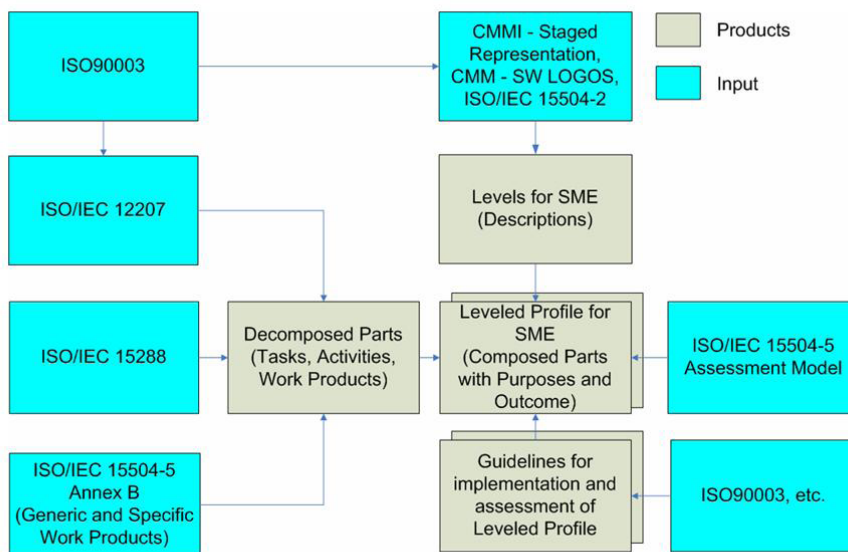 ISO90003
CMMI - Staged
Representation,
CMM - SW LOGOS,
ISO/IEC 15504-2
Products
Input
ISO/IEC 12207
Levels for SME
(Descriptions)
ISO/IEC 15288
Decomposed Parts
(Tasks, Activities,
Work Products)
Leveled Profile for
SME
(Composed Parts
with Purposes and
Outcome)
ISO/IEC 15504-5
Assessment Model
ISO/IEC 15504-5
Annex B
(Generic and Specific
Work Products)
Guidelines for
implementation and
assessment of
Leveled Profile
ISO90003, etc.